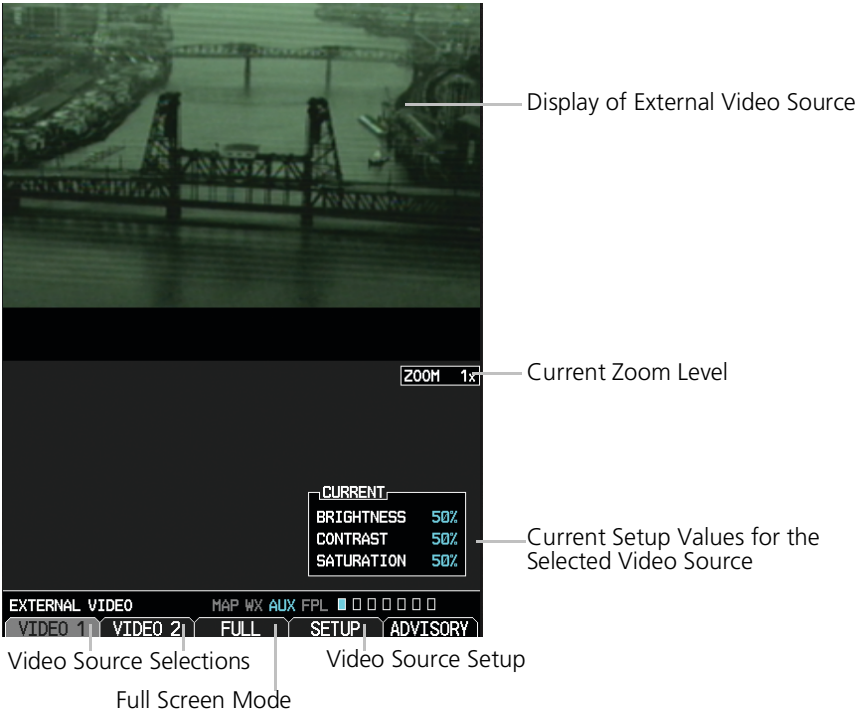 Display of External Video Source
ZOOM 1x
Current Zoom Level
CURRENT
BRIGHTNESS 50%
CONTRAST 50%
SATURATION 50%
Current Setup Values for the
Selected Video Source
EXTERNAL VIDEO MAP WX AUX FPL
VIDEO 1 VIDEO 2 FULL SETUP ADVISORY
Video Source Selections
Video Source Setup
Full Screen Mode